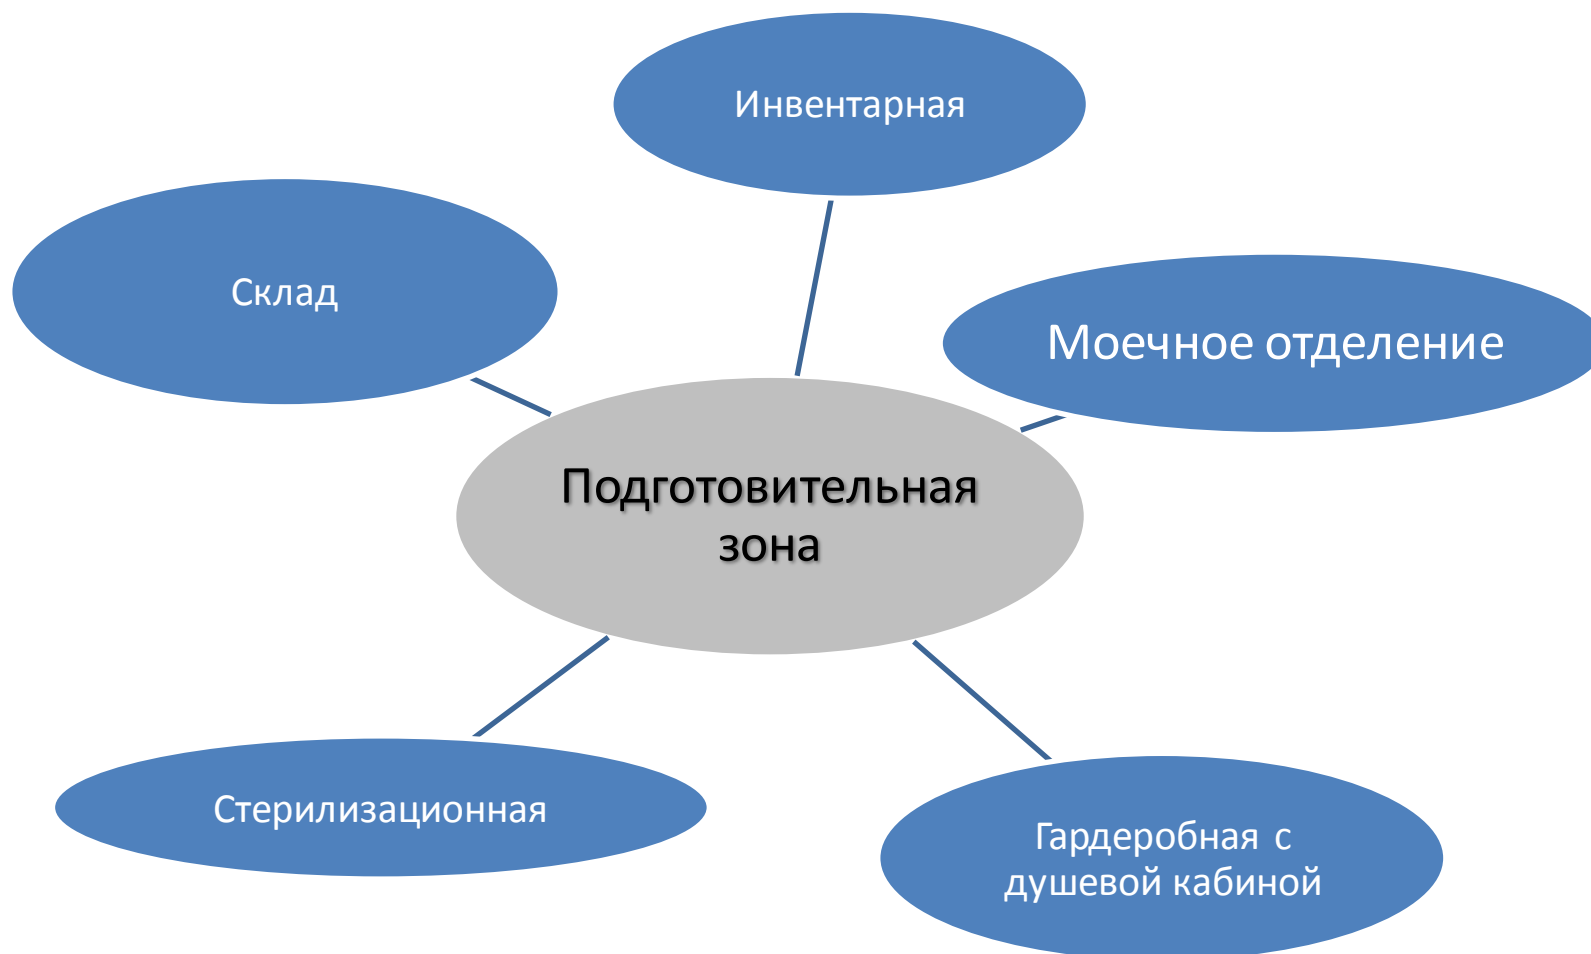 Инвентарная
Склад
Моечное отделение
Подготовительная
зона
Стерилизационная
Гардеробная с
душевой кабиной